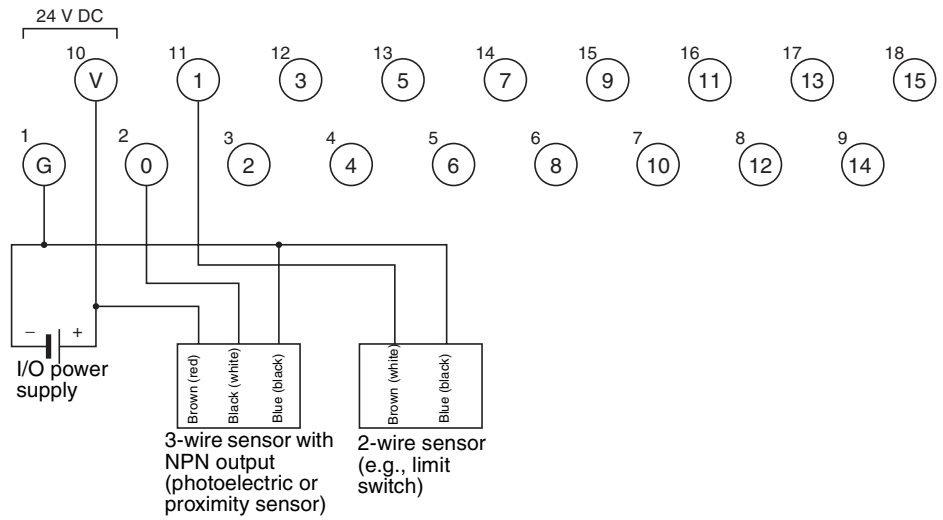 24 V DC
10 11 12 13 14 15 16 17 18
V 1 3 5 7 9 11 13 15
1 2 3 4 5 6 7 8 9
G 0 2 4 6 8 10 12 14
− +
I/O power
supply
Brown (red)
Black (white)
Blue (black)
Brown (white)
Blue (black)
3-wire sensor with
NPN output
(photoelectric or
proximity sensor)
2-wire sensor
(e.g., limit
switch)